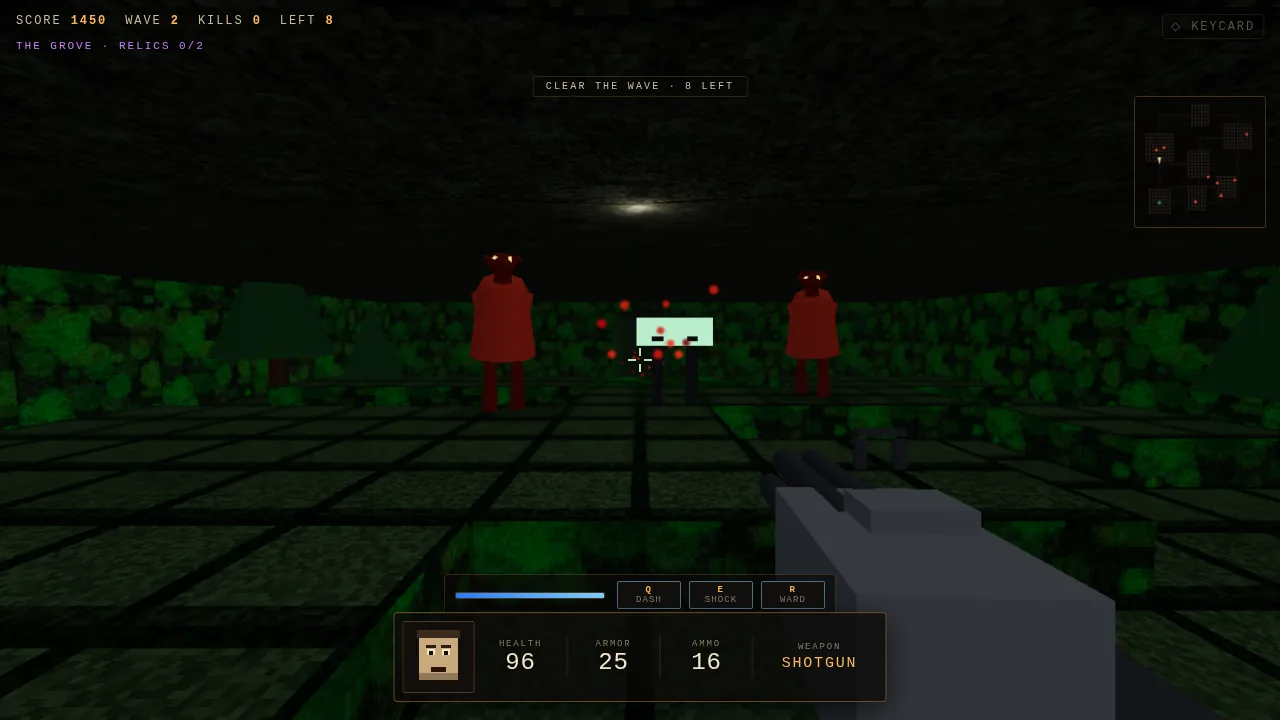 SCORE 1450 WAVE 2 KILLS 0 LEFT 8
THE GROVE · RELICS 0/2
◇ KEYCARD
CLEAR THE WAVE · 8 LEFT
Q
DASH
E
SHOCK
R
WARD
HEALTH
96
ARMOR
25
AMMO
16
WEAPON
SHOTGUN